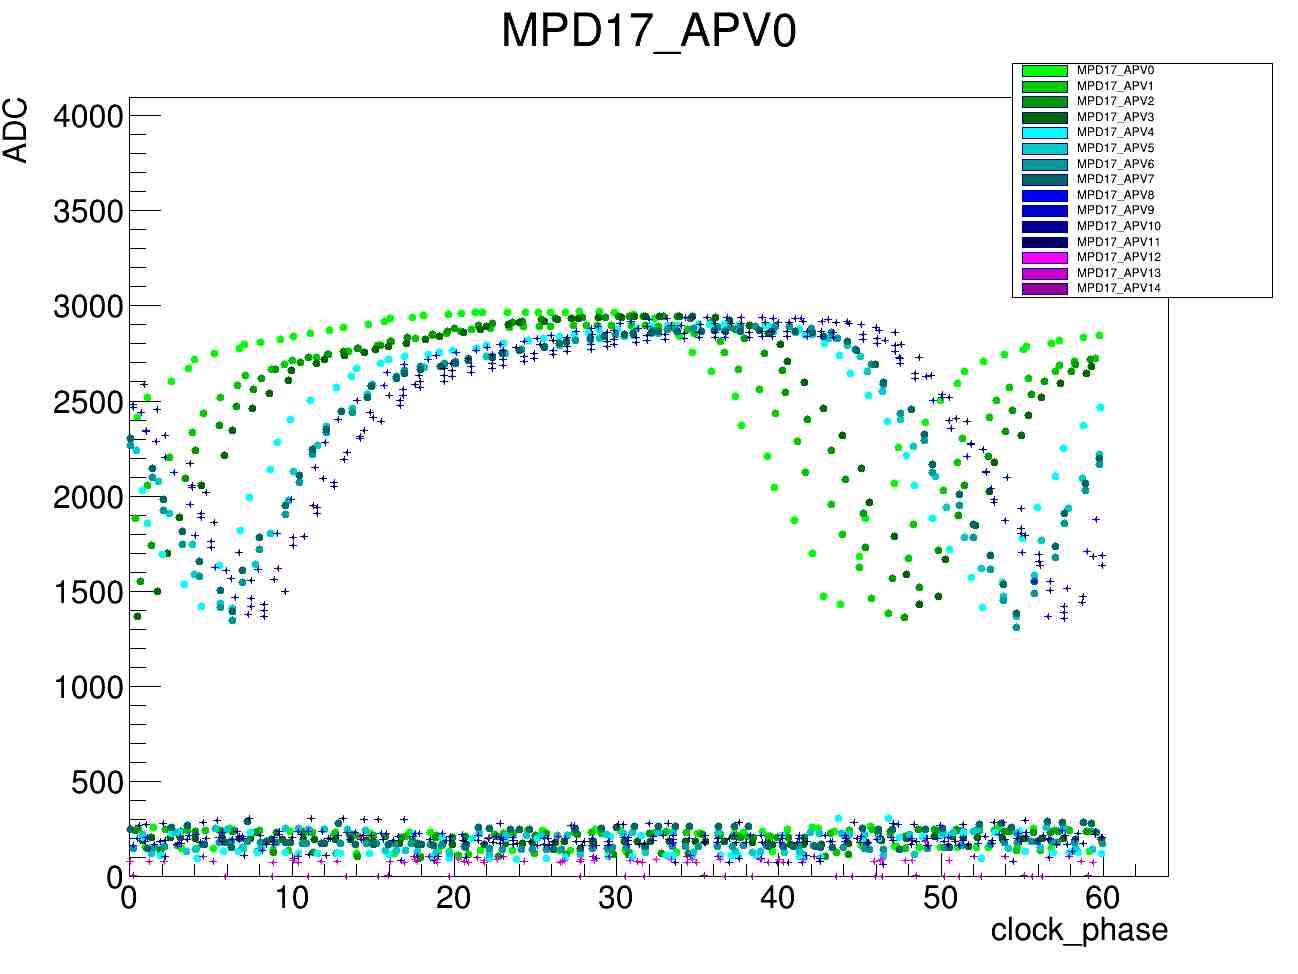 MPD17_APV0
ADC
4000
3500
3000
2500
2000
1500
1000
500
0
0 10 20 30 40 50 60
clock_phase
MPD17_APV0
MPD17_APV1
MPD17_APV2
MPD17_APV3
MPD17_APV4
MPD17_APV5
MPD17_APV6
MPD17_APV7
MPD17_APV8
MPD17_APV9
MPD17_APV10
MPD17_APV11
MPD17_APV12
MPD17_APV13
MPD17_APV14